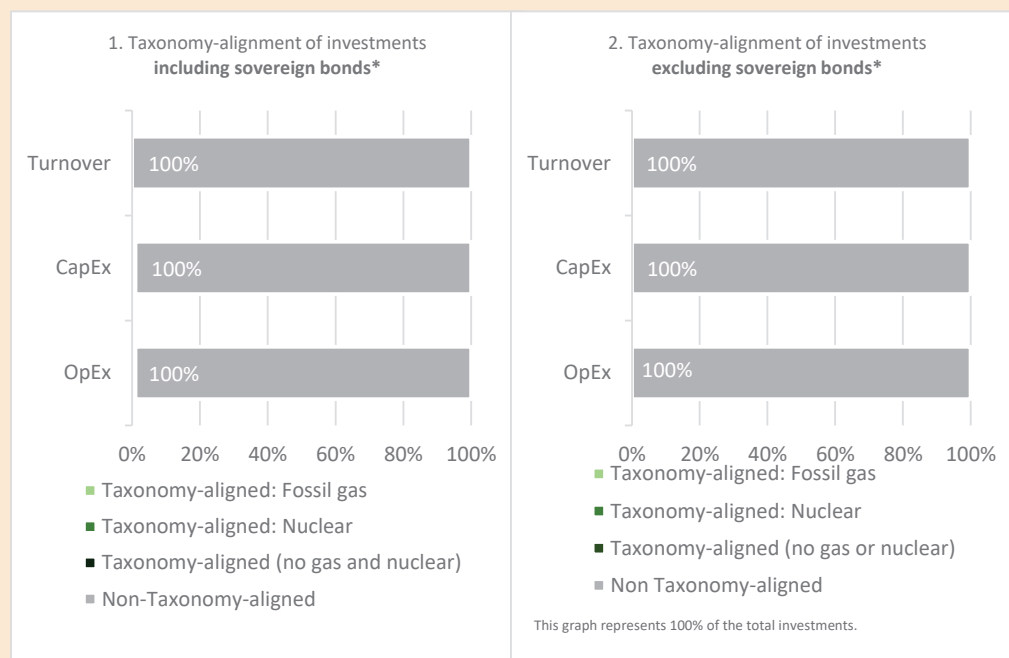 1. Taxonomy-alignment of investments
including sovereign bonds*
Turnover
100%
CapEx
100%
OpEx
100%
0% 20% 40% 60% 80% 100%
Taxonomy-aligned: Fossil gas
Taxonomy-aligned: Nuclear
Taxonomy-aligned (no gas and nuclear)
Non-Taxonomy-aligned
2. Taxonomy-alignment of investments
excluding sovereign bonds*
Turnover
100%
CapEx
100%
OpEx
100%
0% 20% 40% 60% 80% 100%
Taxonomy-aligned: Fossil gas
Taxonomy-aligned: Nuclear
Taxonomy-aligned (no gas or nuclear)
Non Taxonomy-aligned
This graph represents 100% of the total investments.